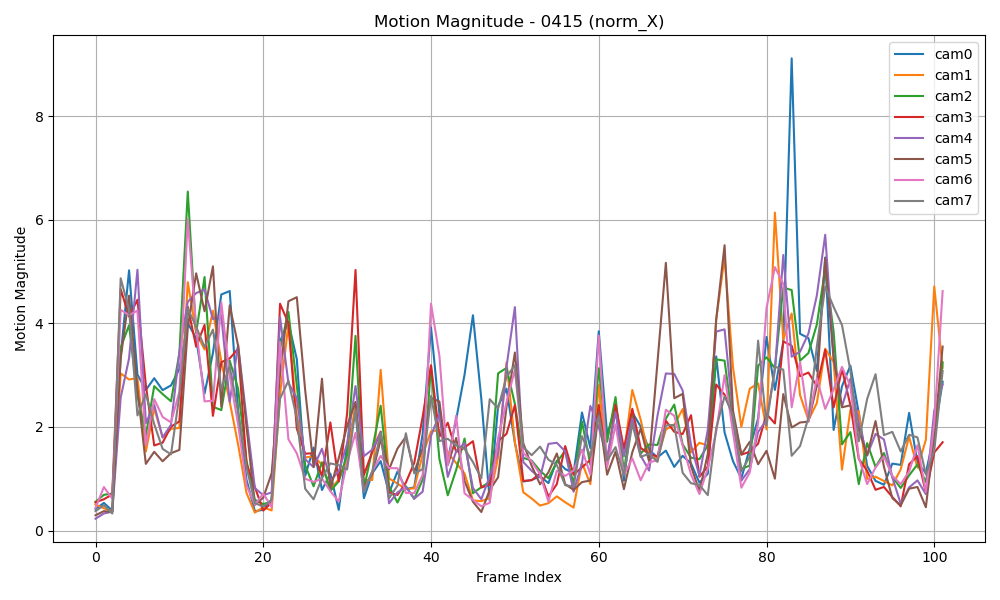 Motion Magnitude - 0415 (norm_X)
Motion Magnitude
8
6
4
2
0
0 20 40 60 80 100
Frame Index
cam0
cam1
cam2
cam3
cam4
cam5
cam6
cam7